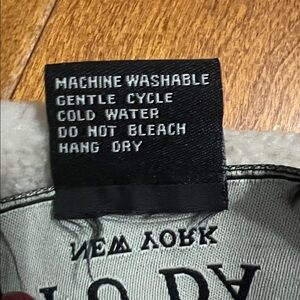 MACHINE WASHABLE
GENTLE CYCLE
COLD WATER
DO NOT BLEACH
HANG DRY
NEW YORK